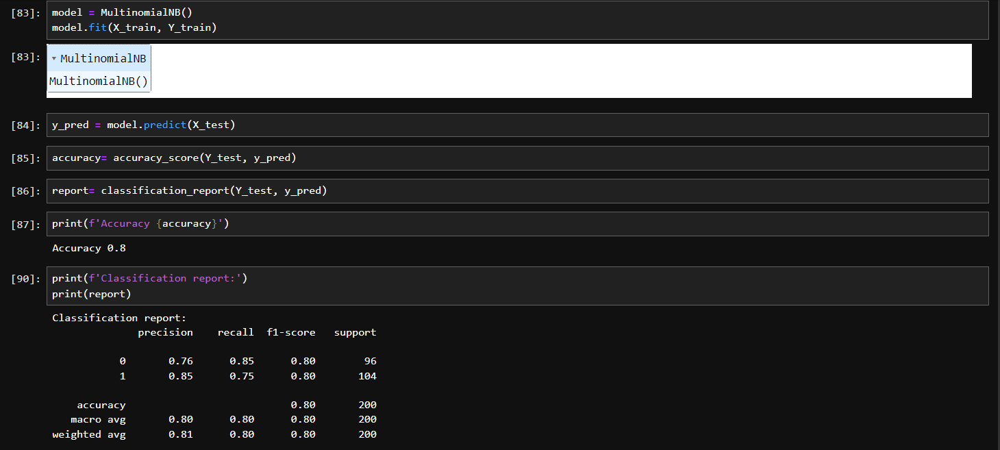 [83]: model = MultinomialNB()
model.fit(X_train, Y_train)
[83]: ▾ MultinomialNB
MultinomialNB()
[84]: y_pred = model.predict(X_test)
[85]: accuracy= accuracy_score(Y_test, y_pred)
[86]: report= classification_report(Y_test, y_pred)
[87]: print(f'Accuracy {accuracy}')
Accuracy 0.8
[90]: print(f'Classification report:')
print(report)
Classification report:
precision recall f1-score support
0 0.76 0.85 0.80 96
1 0.85 0.75 0.80 104
accuracy 0.80 200
macro avg 0.80 0.80 0.80 200
weighted avg 0.81 0.80 0.80 200